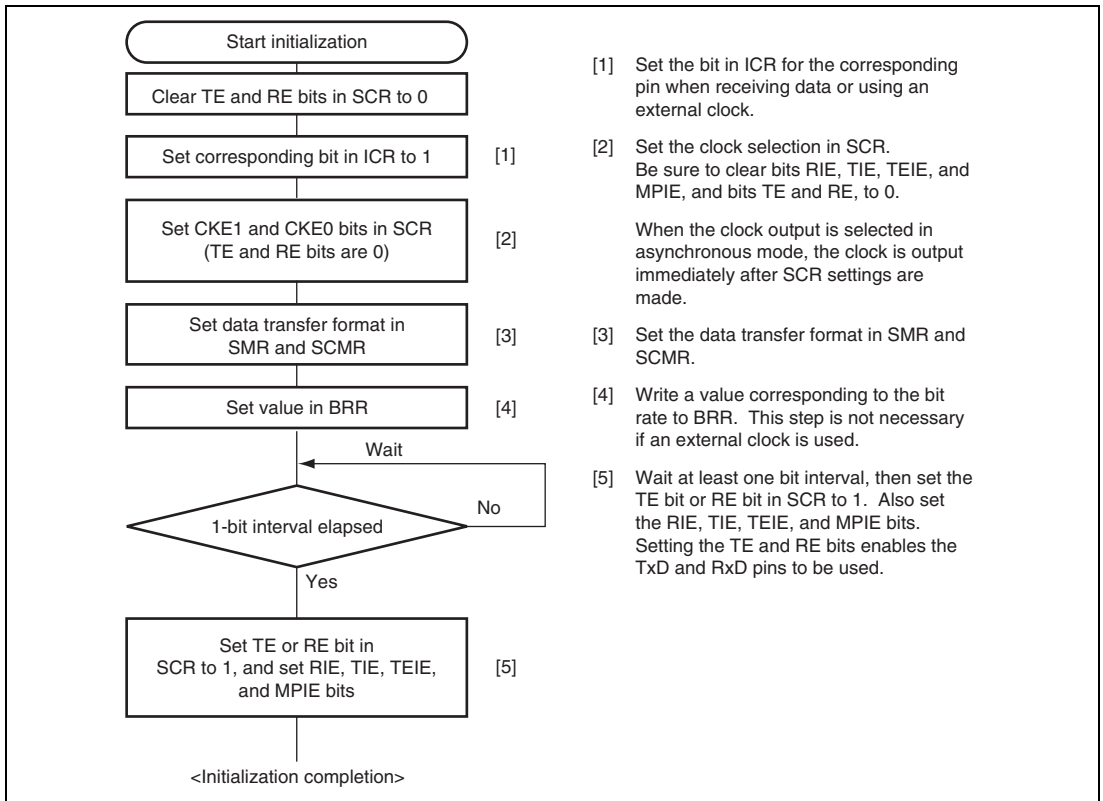 Start initialization
Clear TE and RE bits in SCR to 0
Set corresponding bit in ICR to 1
[1]
Set CKE1 and CKE0 bits in SCR
(TE and RE bits are 0)
[2]
Set data transfer format in
SMR and SCMR
[3]
Set value in BRR
[4]
Wait
No
1-bit interval elapsed
Yes
Set TE or RE bit in
SCR to 1, and set RIE, TIE, TEIE,
and MPIE bits
[5]
<Initialization completion>
[1] Set the bit in ICR for the corresponding
pin when receiving data or using an
external clock.
[2] Set the clock selection in SCR.
Be sure to clear bits RIE, TIE, TEIE, and
MPIE, and bits TE and RE, to 0.
When the clock output is selected in
asynchronous mode, the clock is output
immediately after SCR settings are
made.
[3] Set the data transfer format in SMR and
SCMR.
[4] Write a value corresponding to the bit
rate to BRR. This step is not necessary
if an external clock is used.
[5] Wait at least one bit interval, then set the
TE bit or RE bit in SCR to 1. Also set
the RIE, TIE, TEIE, and MPIE bits.
Setting the TE and RE bits enables the
TxD and RxD pins to be used.